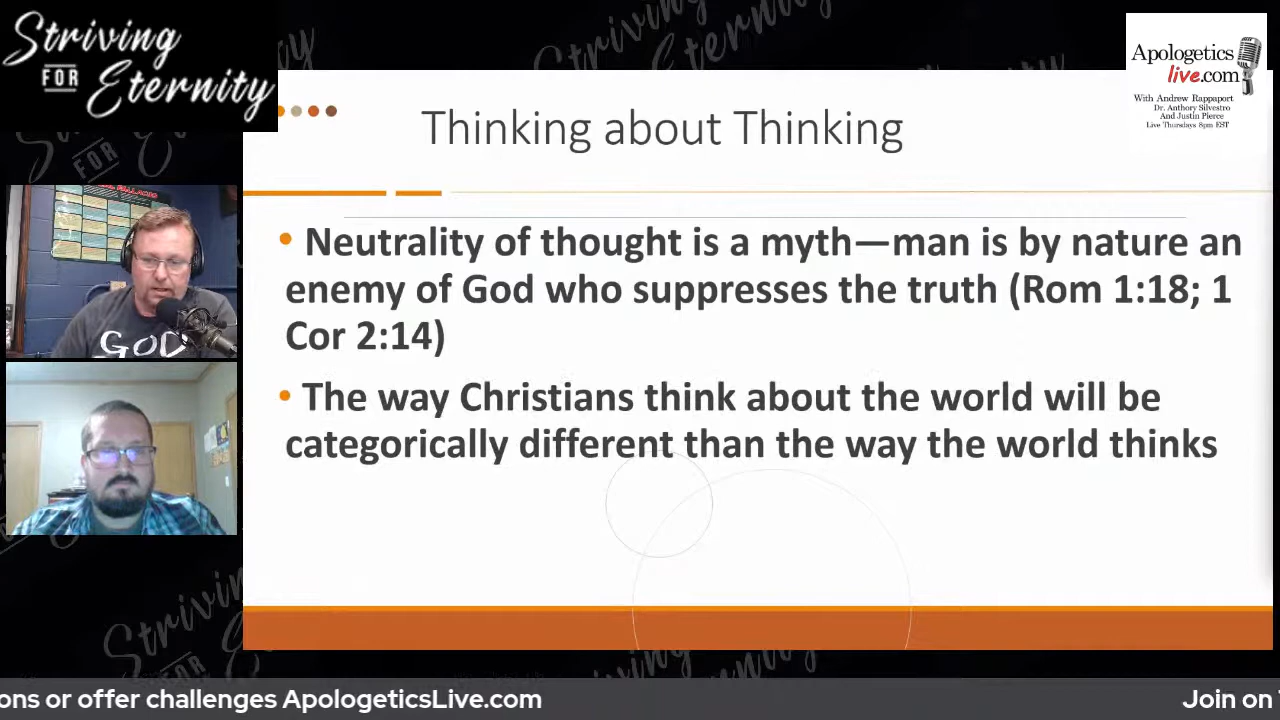 Striving
FOR
Eternity
Apologetics
live.com
With Andrew Rappaport
Dr. Anthony Silvestro
And Justin Pierce
Live Thursdays 8pm EST
Thinking about Thinking
• Neutrality of thought is a myth—man is by nature an
enemy of God who suppresses the truth (Rom 1:18; 1
Cor 2:14)
• The way Christians think about the world will be
categorically different than the way the world thinks
GOD
ons or offer challenges ApologeticsLive.com
Join on